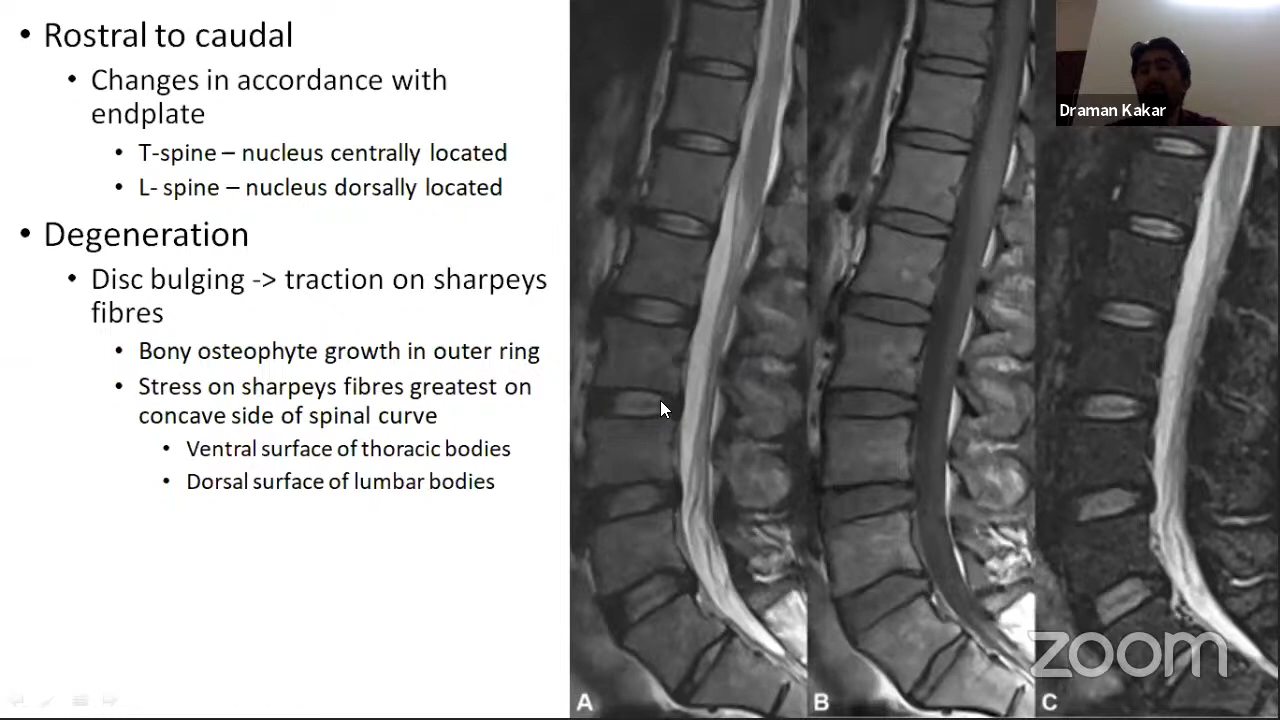 • Rostral to caudal
• Changes in accordance with
endplate
• T-spine – nucleus centrally located
• L- spine – nucleus dorsally located
• Degeneration
• Disc bulging -> traction on sharpeys
fibres
• Bony osteophyte growth in outer ring
• Stress on sharpeys fibres greatest on
concave side of spinal curve
• Ventral surface of thoracic bodies
• Dorsal surface of lumbar bodies
Draman Kakar
zoom
A
B
C